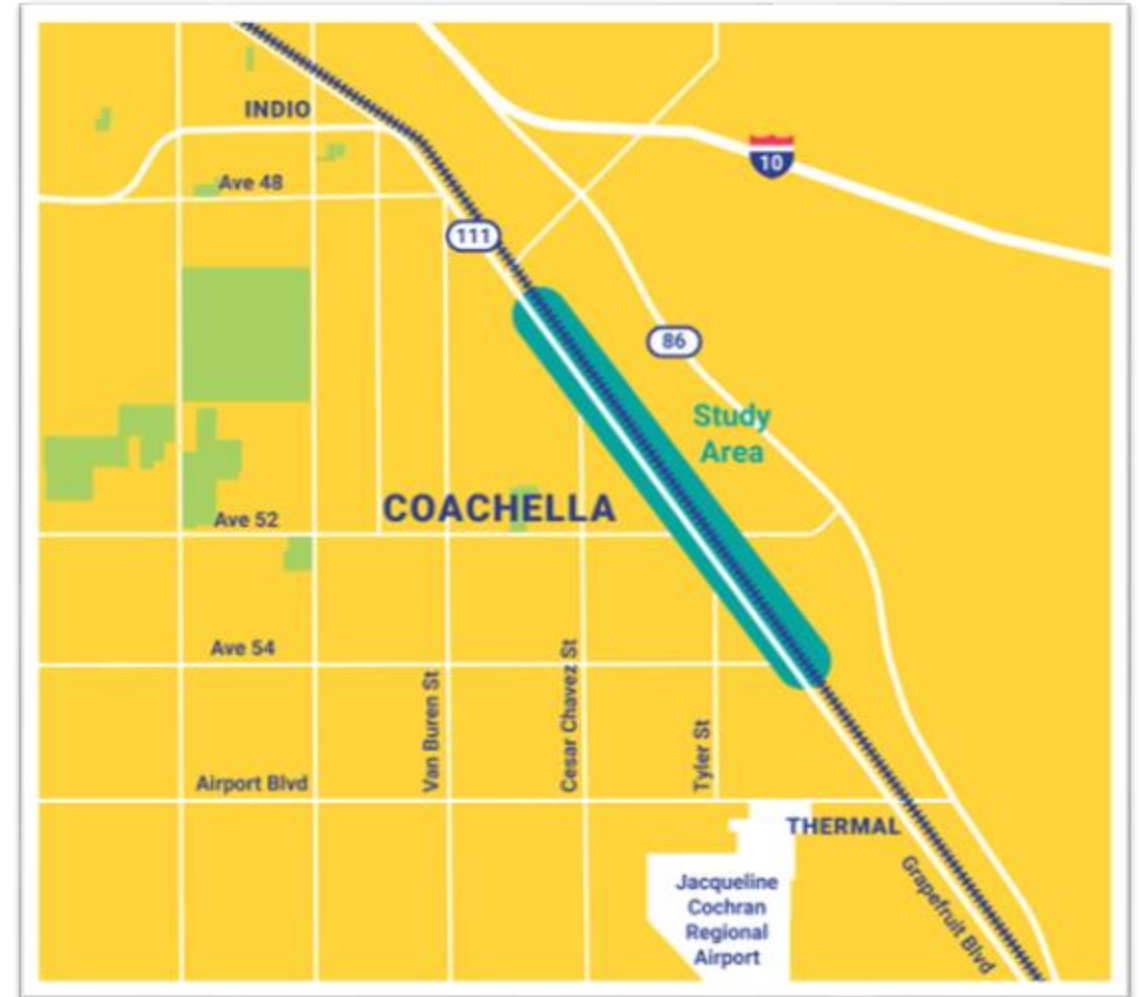 INDIO
10
Ave 48
111
86
Study
Area
COACHELLA
Ave 52
Ave 54
Van Buren St
Cesar Chavez St
Tyler St
Airport Blvd
THERMAL
Jacqueline
Cochran
Regional
Airport
Grapefruit Blvd